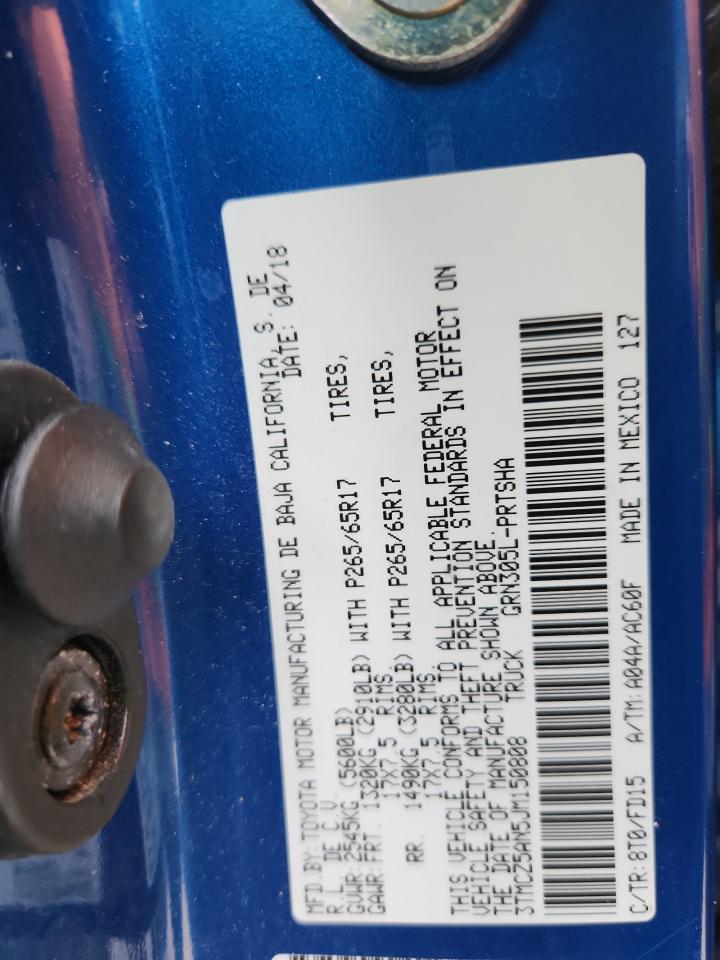 MFD.BY:TOYOTA MOTOR MANUFACTURING DE BAJA CALIFORNIA, S. DE
R.L. DE C.V. DATE: 04/18
GVWR:2545KG (5600LB)
GAWR:FRT. 1320KG (2910LB) WITH P265/65R17 TIRES,
17X7.5 RIMS,
RR. 1490KG (3280LB) WITH P265/65R17 TIRES,
17X7.5 RIMS.
THIS VEHICLE CONFORMS TO ALL APPLICABLE FEDERAL MOTOR
VEHICLE SAFETY AND THEFT PREVENTION STANDARDS IN EFFECT ON
THE DATE OF MANUFACTURE SHOWN ABOVE.
3TMCZ5AN5JM150808 TRUCK GRN305L-PRTSHA
C/TR:8T0/FD15 A/TM:A04A/AC60F MADE IN MEXICO 127